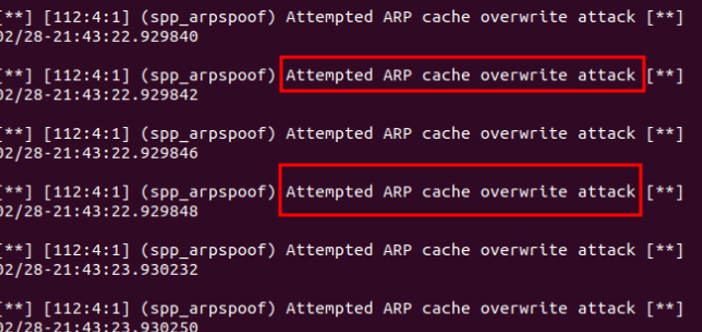 [**] [112:4:1] (spp_arpspoof) Attempted ARP cache overwrite attack [**]
02/28-21:43:22.929840
[**] [112:4:1] (spp_arpspoof) Attempted ARP cache overwrite attack [**]
02/28-21:43:22.929842
[**] [112:4:1] (spp_arpspoof) Attempted ARP cache overwrite attack [**]
02/28-21:43:22.929846
[**] [112:4:1] (spp_arpspoof) Attempted ARP cache overwrite attack [**]
02/28-21:43:22.929848
[**] [112:4:1] (spp_arpspoof) Attempted ARP cache overwrite attack [**]
02/28-21:43:23.930232
[**] [112:4:1] (spp_arpspoof) Attempted ARP cache overwrite attack [**]
02/28-21:43:23.930250